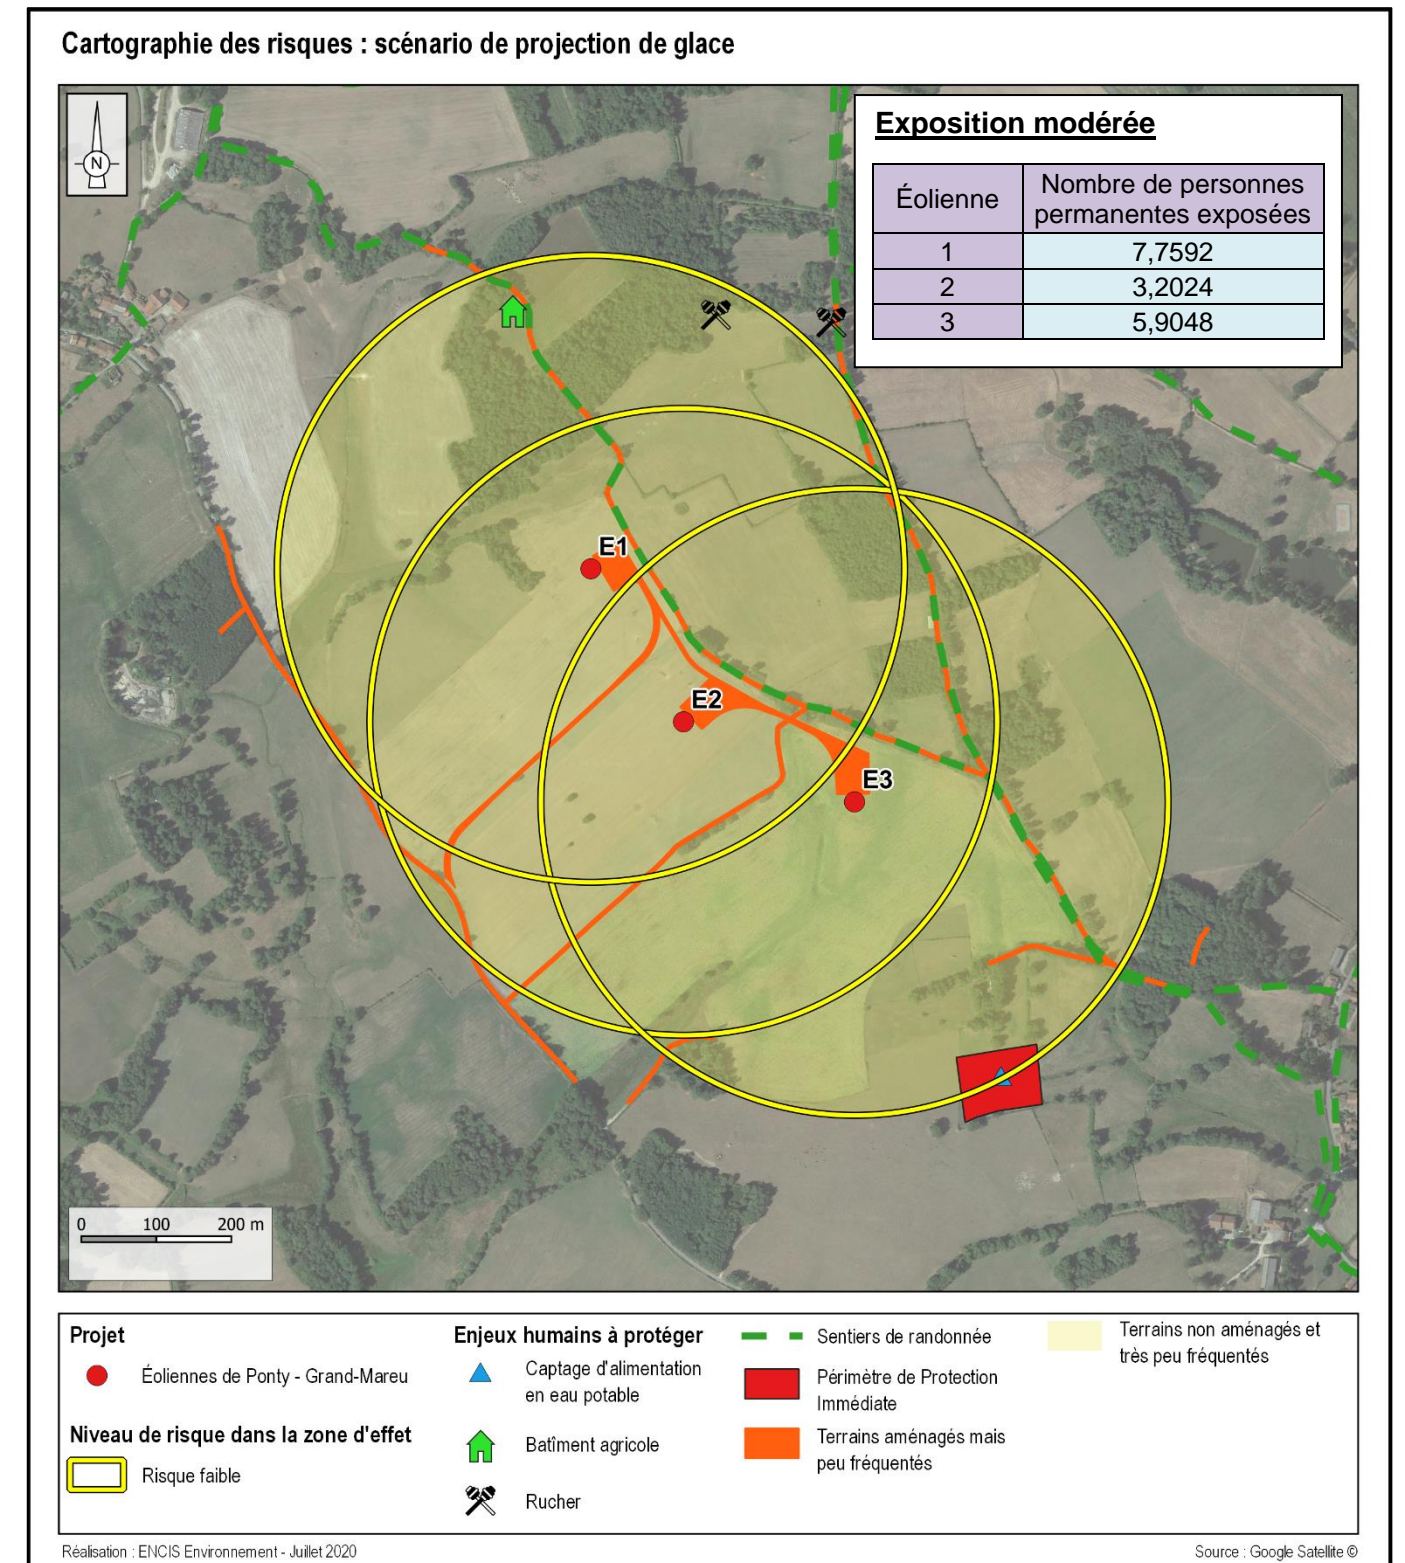 Cartographie des risques : scénario de projection de glace
N
Exposition modérée
Éolienne
Nombre de personnes
permanentes exposées
1 7,7592
2 3,2024
3 5,9048
E1
E2
E3
0 100 200 m
Projet
Éoliennes de Ponty - Grand-Mareu
Niveau de risque dans la zone d'effet
Risque faible
Enjeux humains à protéger
Captage d'alimentation
en eau potable
Batîment agricole
Rucher
Sentiers de randonnée
Périmètre de Protection
Immédiate
Terrains aménagés mais
peu fréquentés
Terrains non aménagés et
très peu fréquentés
Réalisation : ENCIS Environnement - Juillet 2020
Source : Google Satellite ©